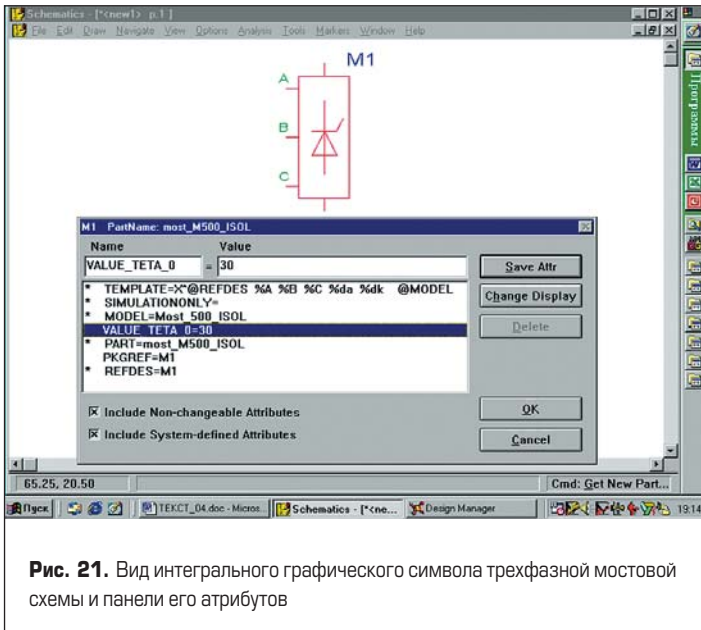 Schematics - [*<new1> p.1 ]
File Edit Draw Navigate View Options Analysis Tools Markers Window Help
M1
A
B
C
Программы
M1 PartName: most_M500_ISOL
Name Value
VALUE_TETA_0 = 30
Save Attr
* TEMPLATE=X^@REFDES %A %B %C %da %dk @MODEL
Change Display
* SIMULATIONONLY=
* MODEL=Most_500_ISOL
VALUE_TETA_0=30
Delete
* PART=most_M500_ISOL
PKGREF=M1
* REFDES=M1
Include Non-changeable Attributes
OK
Include System-defined Attributes
Cancel
65.25, 20.50
Cmd: Get New Part...
Пуск
ТЕКСТ_04.doc - Micros...
Schematics - [*<ne...
Design Manager
19:14
Рис. 21. Вид интегрального графического символа трехфазной мостовой
схемы и панели его атрибутов